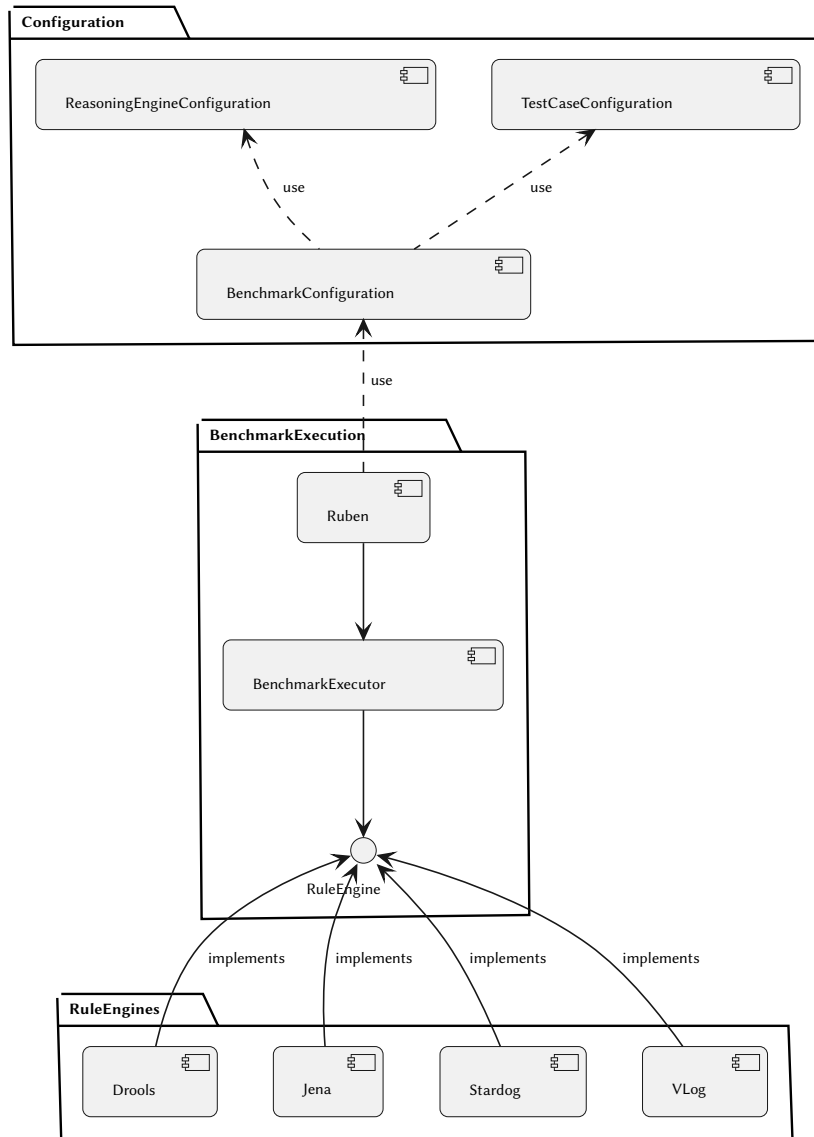 Configuration
ReasoningEngineConfiguration
TestCaseConfiguration
use
use
BenchmarkConfiguration
use
BenchmarkExecution
Ruben
BenchmarkExecutor
RuleEngine
implements
implements
implements
implements
RuleEngines
Drools
Jena
Stardog
VLog